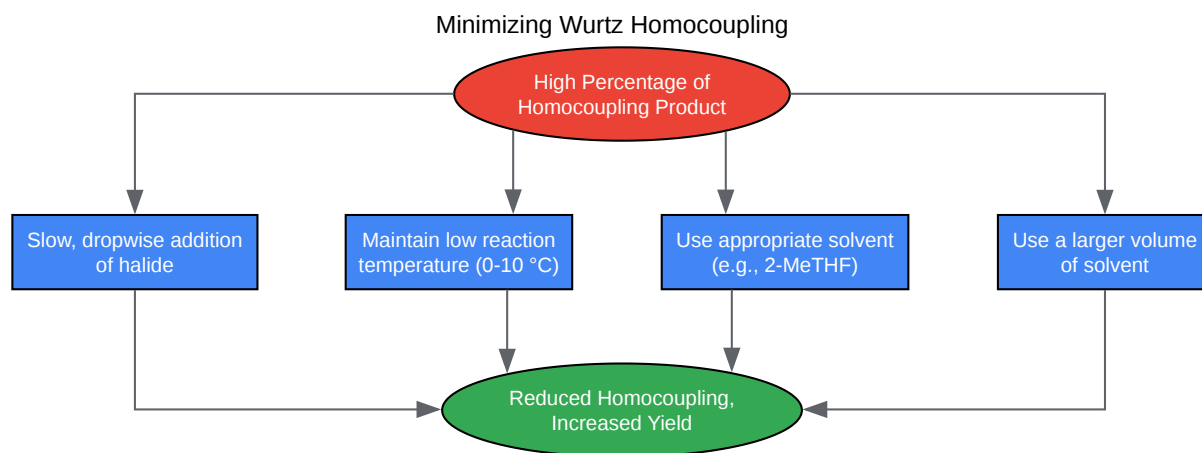 Minimizing Wurtz Homocoupling
High Percentage of
Homocoupling Product
Slow, dropwise addition
of halide
Maintain low reaction
temperature (0-10 °C)
Use appropriate solvent
(e.g., 2-MeTHF)
Use a larger volume
of solvent
Reduced Homocoupling,
Increased Yield